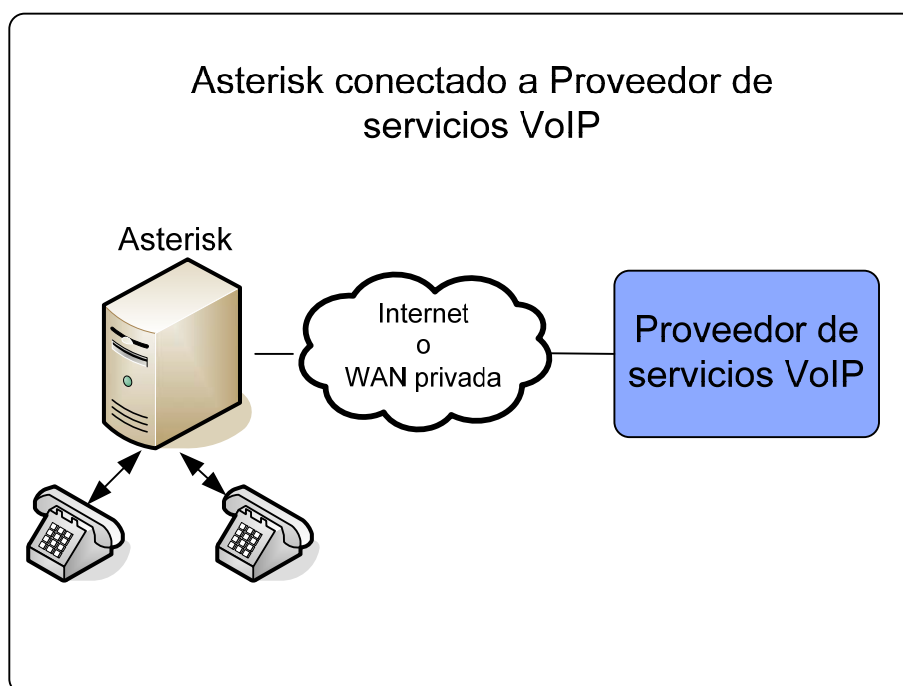 Asterisk conectado a Proveedor de
servicios VoIP
Asterisk
Internet
o
WAN privada
Proveedor de
servicios VoIP